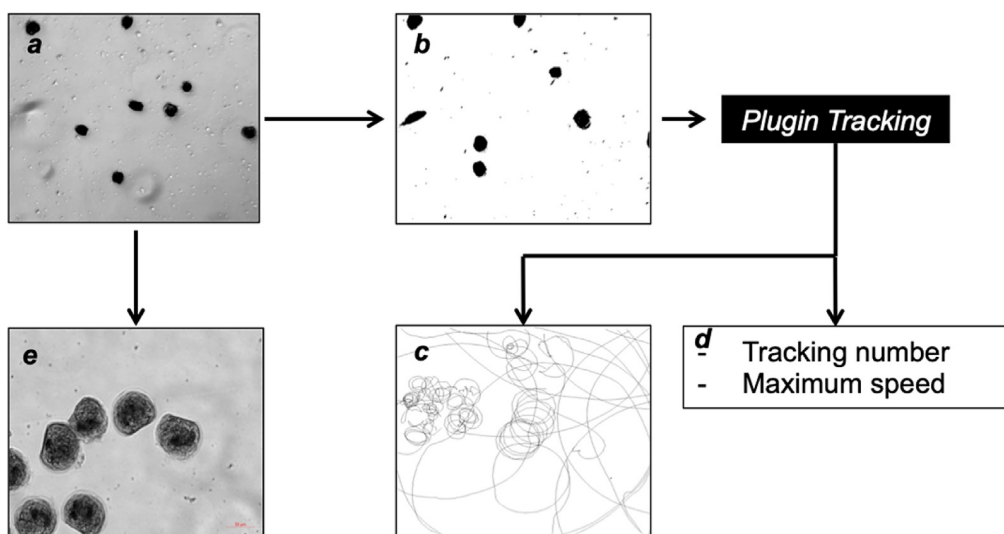 a
b
Plugin Tracking
e
c
d
- Tracking number
- Maximum speed